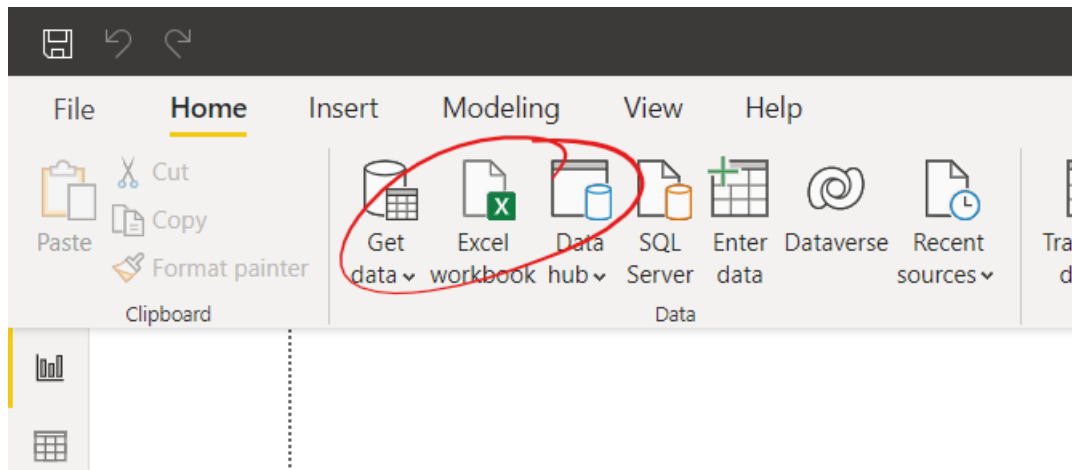 File Home Insert Modeling View Help
Cut
Copy
Paste
Format painter
Clipboard
Get data
Excel workbook
Data hub
SQL Server
Enter data
Dataverse
Recent sources
Data